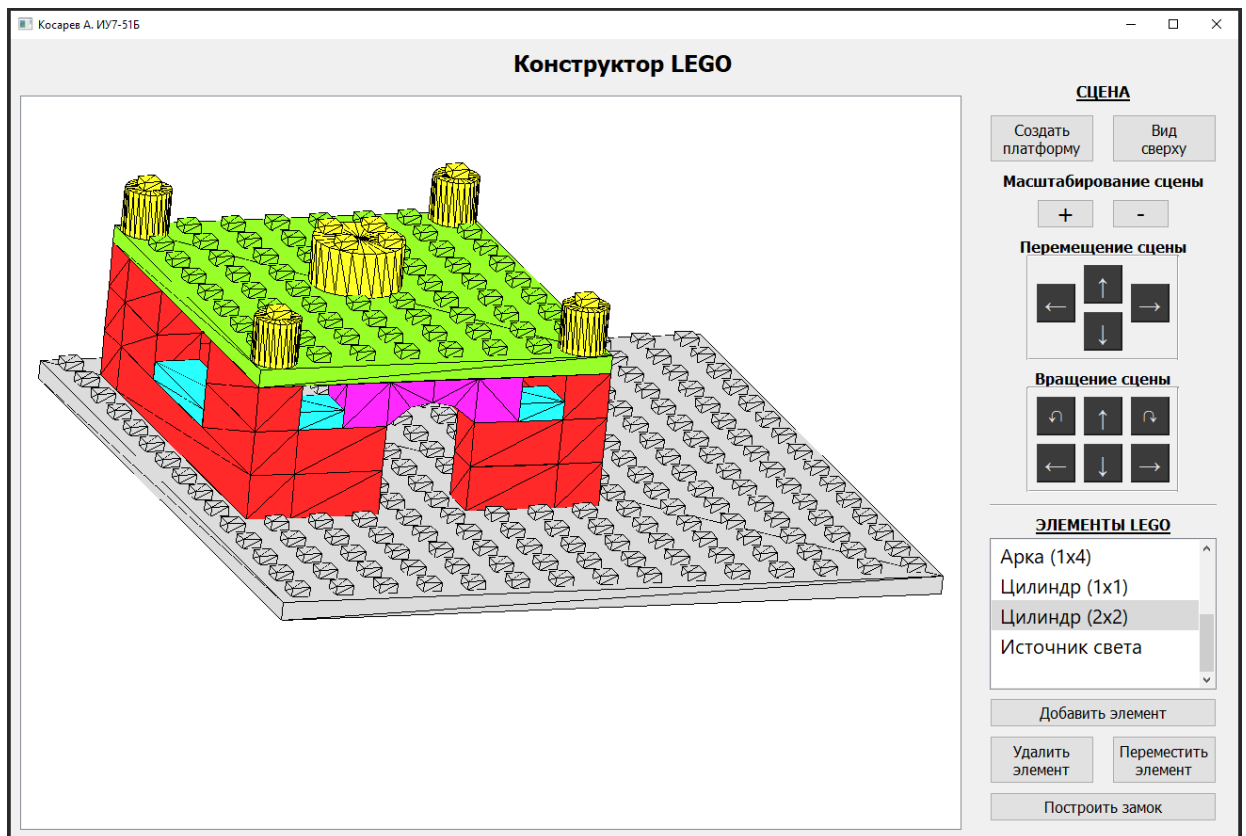 Косарев А. ИУ7-51Б
Конструктор LEGO
СЦЕНА
Создать
платформу
Вид
сверху
Масштабирование сцены
+
-
Перемещение сцены
←
↑
→
↓
Вращение сцены
↑
←
↓
→
ЭЛЕМЕНТЫ LEGO
Арка (1x4)
Цилиндр (1x1)
Цилиндр (2x2)
Источник света
Добавить элемент
Удалить
элемент
Переместить
элемент
Построить замок